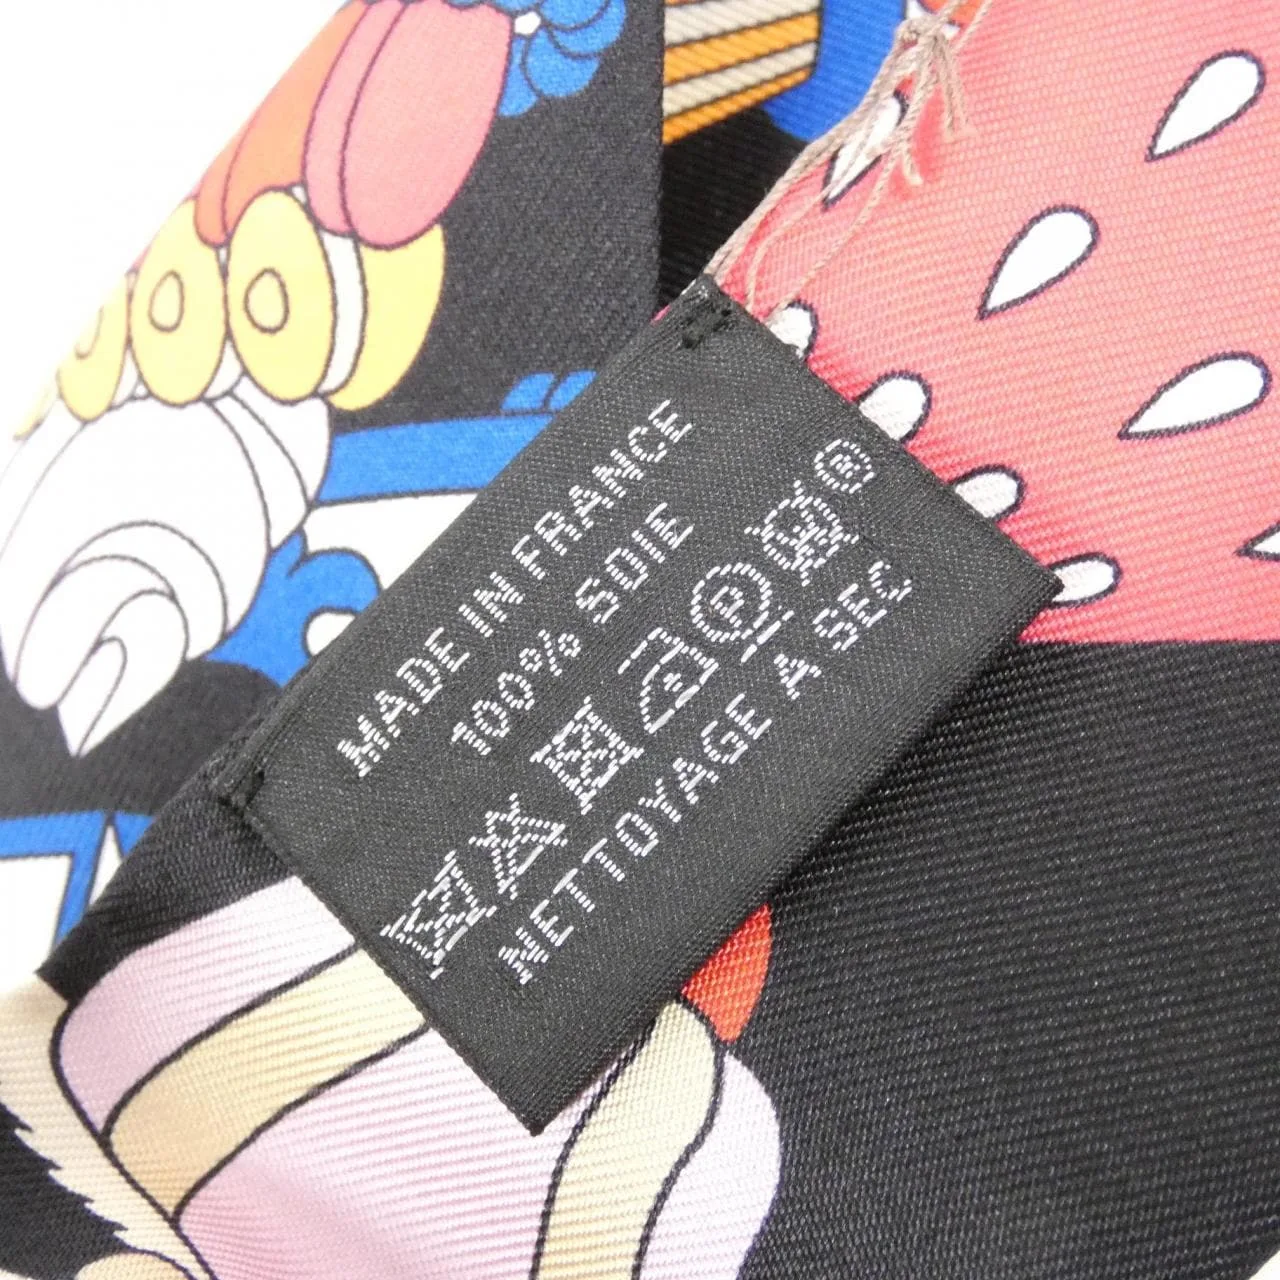 MADE IN FRANCE
100% SOIE
P W ®
NETTOYAGE A SEC